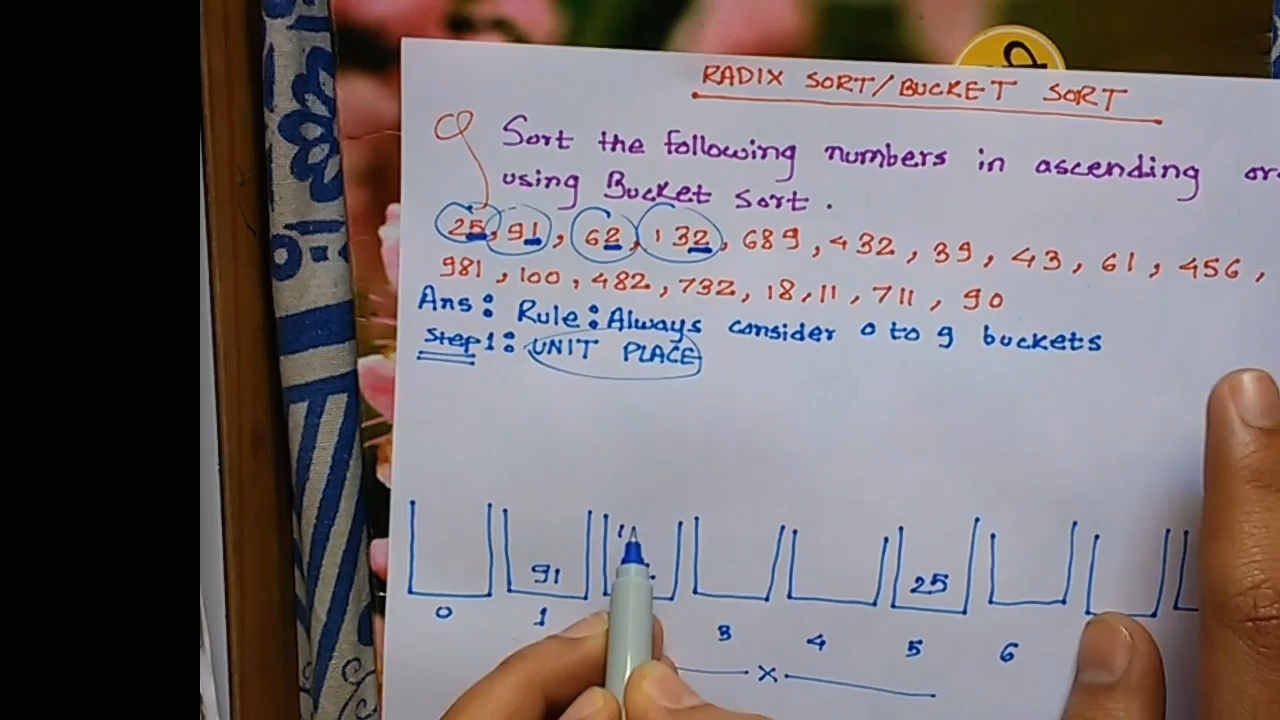 RADIX SORT/BUCKET SORT
Q Sort the following numbers in ascending
using Bucket sort.
25, 91, 62, 132, 689, 432, 39, 43, 61, 456,
981, 100, 482, 732, 18, 11, 711, 90
Ans: Rule: Always consider 0 to 9 buckets
Step1: UNIT PLACE
91 25
0 1 3 4 5 6
x